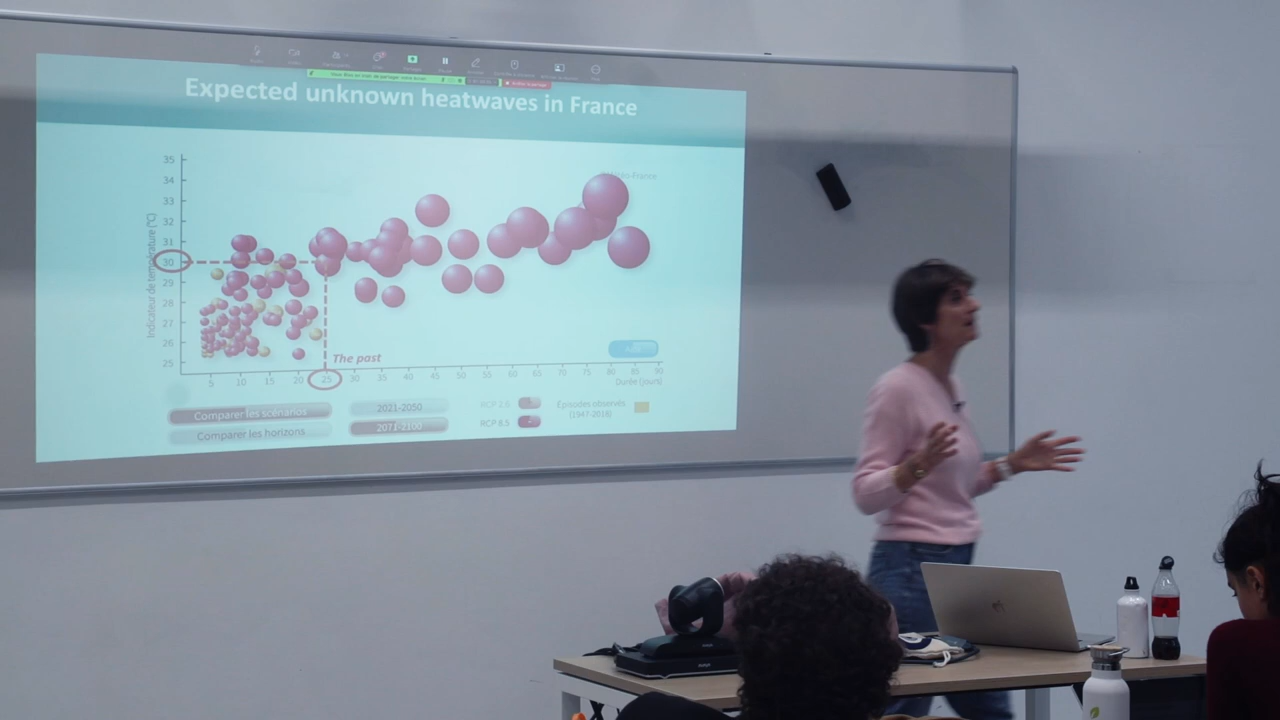 Expected unknown heatwaves in France
35
34
33
32
31
30
29
28
27
26
25
Indicateur de température (°C)
The past
5 10 15 20 25 30 35 40 45 50 55 60 65 70 75 80 85 90
Durée (jours)
Comparer les scénarios
2021-2050
RCP 2.6
Épisodes observés
(1947-2018)
Comparer les horizons
2071-2100
RCP 8.5